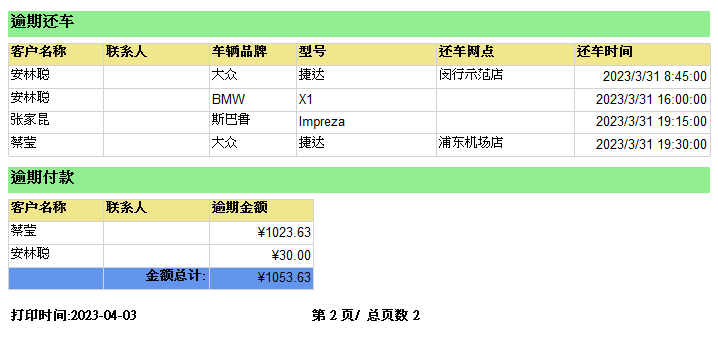 逾期还车
客户名称 联系人 车辆品牌 型号 还车网点 还车时间
安林聪 大众 捷达 闵行示范店 2023/3/31 8:45:00
安林聪 BMW X1 2023/3/31 16:00:00
张家昆 斯巴鲁 Impreza 2023/3/31 19:15:00
蔡莹 大众 捷达 浦东机场店 2023/3/31 19:30:00
逾期付款
客户名称 联系人 逾期金额
蔡莹 ¥1023.63
安林聪 ¥30.00
金额总计: ¥1053.63
打印时间:2023-04-03 第 2 页/ 总页数 2